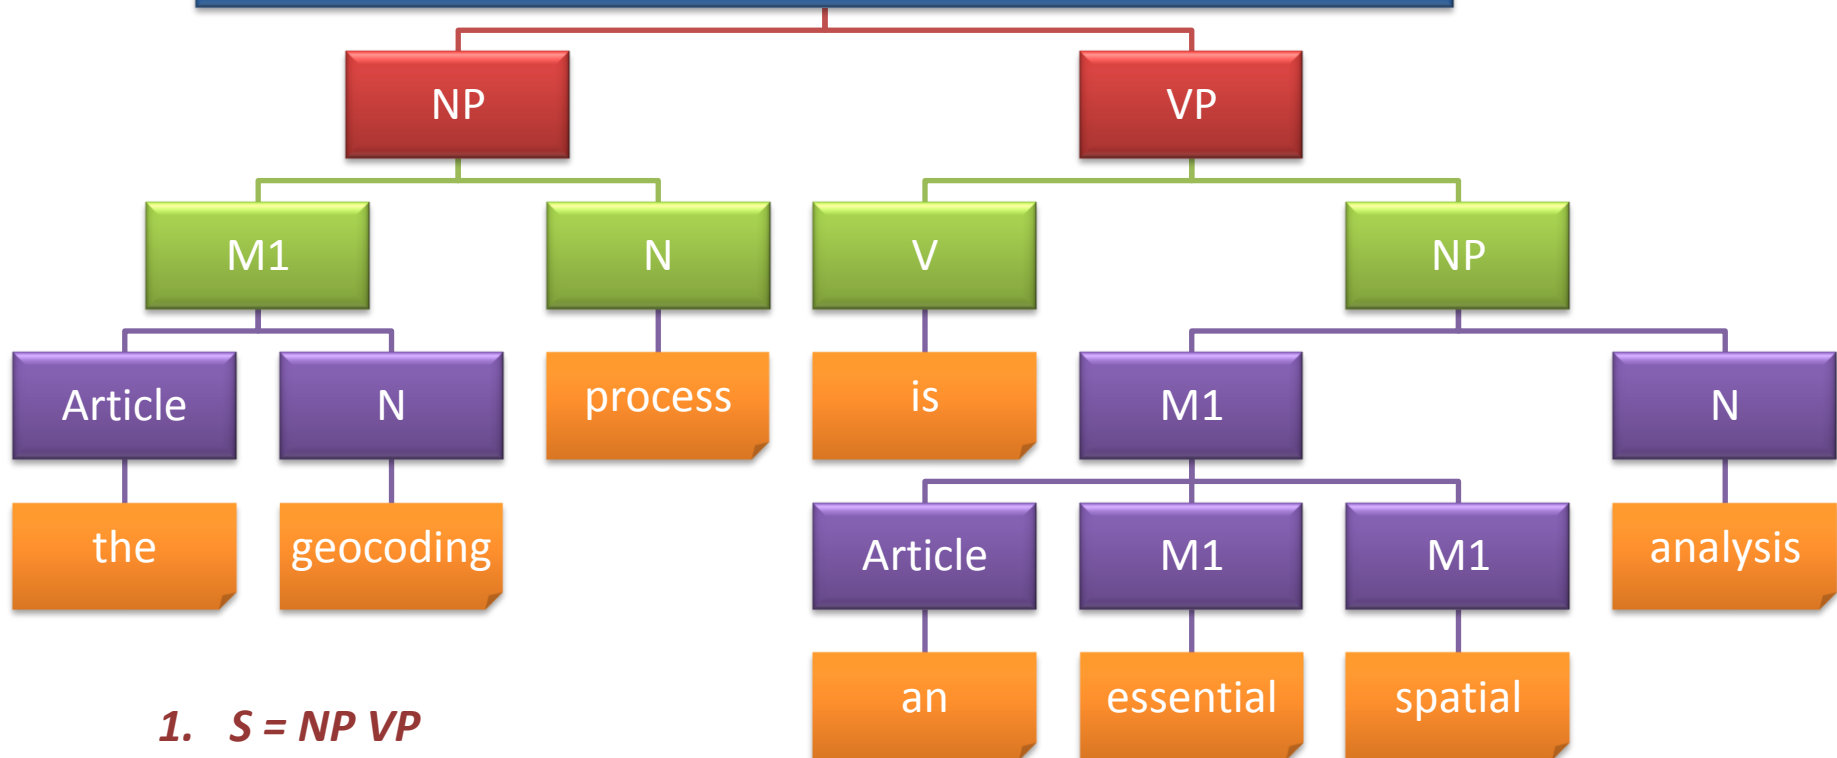 NP VP
M1 N V NP
Article N process is M1 N
the geocoding Article M1 M1 analysis
an essential spatial
1. S = NP VP